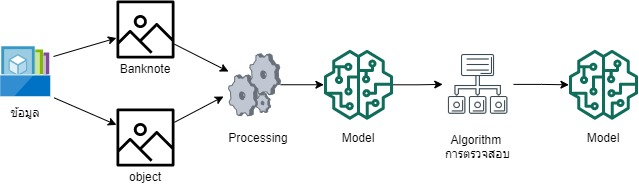 Banknote
ข้อมูล
object
Processing
Model
Algorithm
การตรวจสอบ
Model